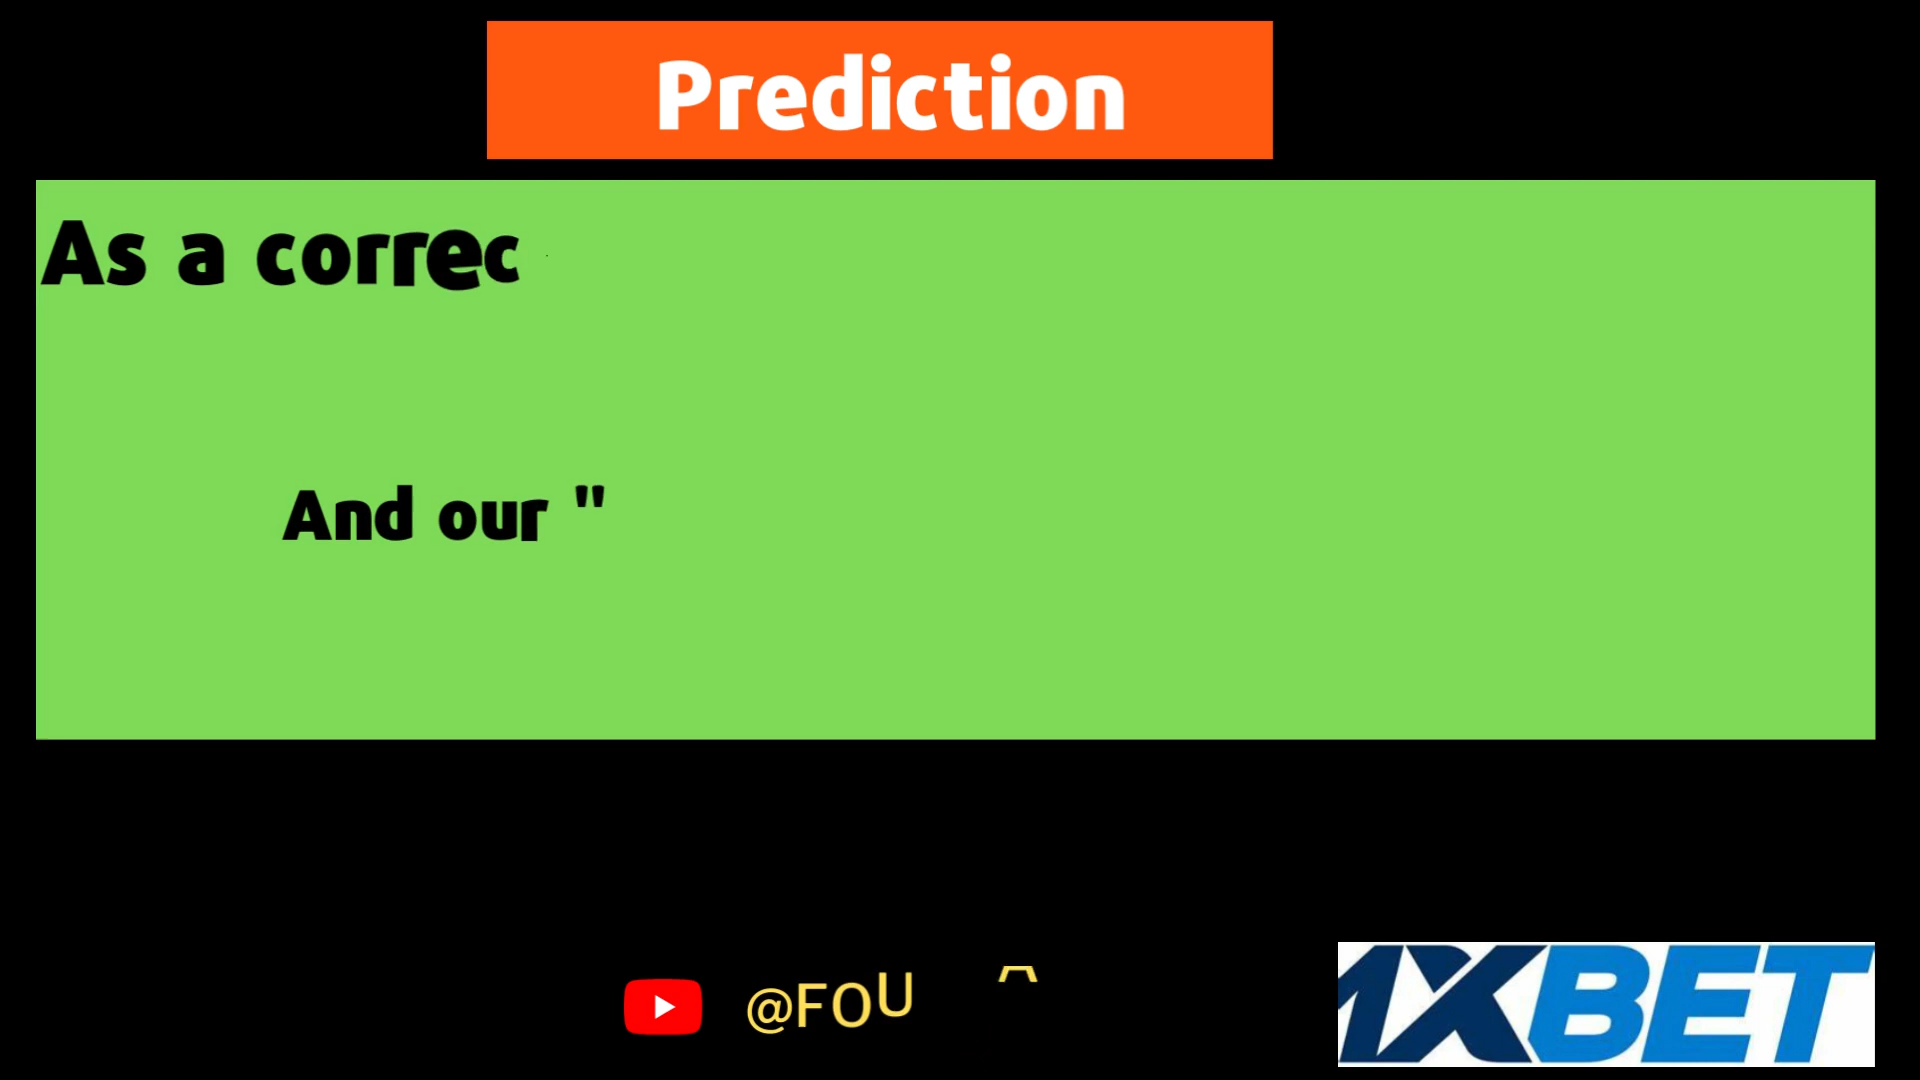 Prediction
As a correc
And our "
@FOU
1XBET